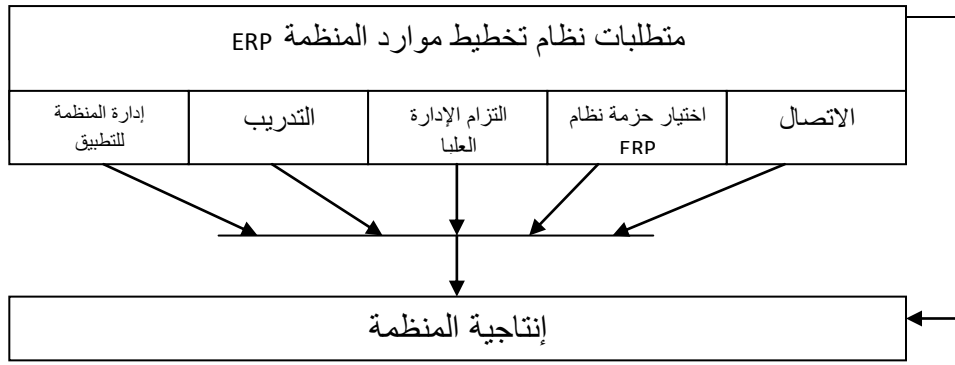 متطلبات نظام تخطيط موارد المنظمة ERP
الاتصال
اختيار حزمة نظام
FRP
التزام الإدارة
العليا
التدريب
إدارة المنظمة
للتطبيق
إنتاجية المنظمة